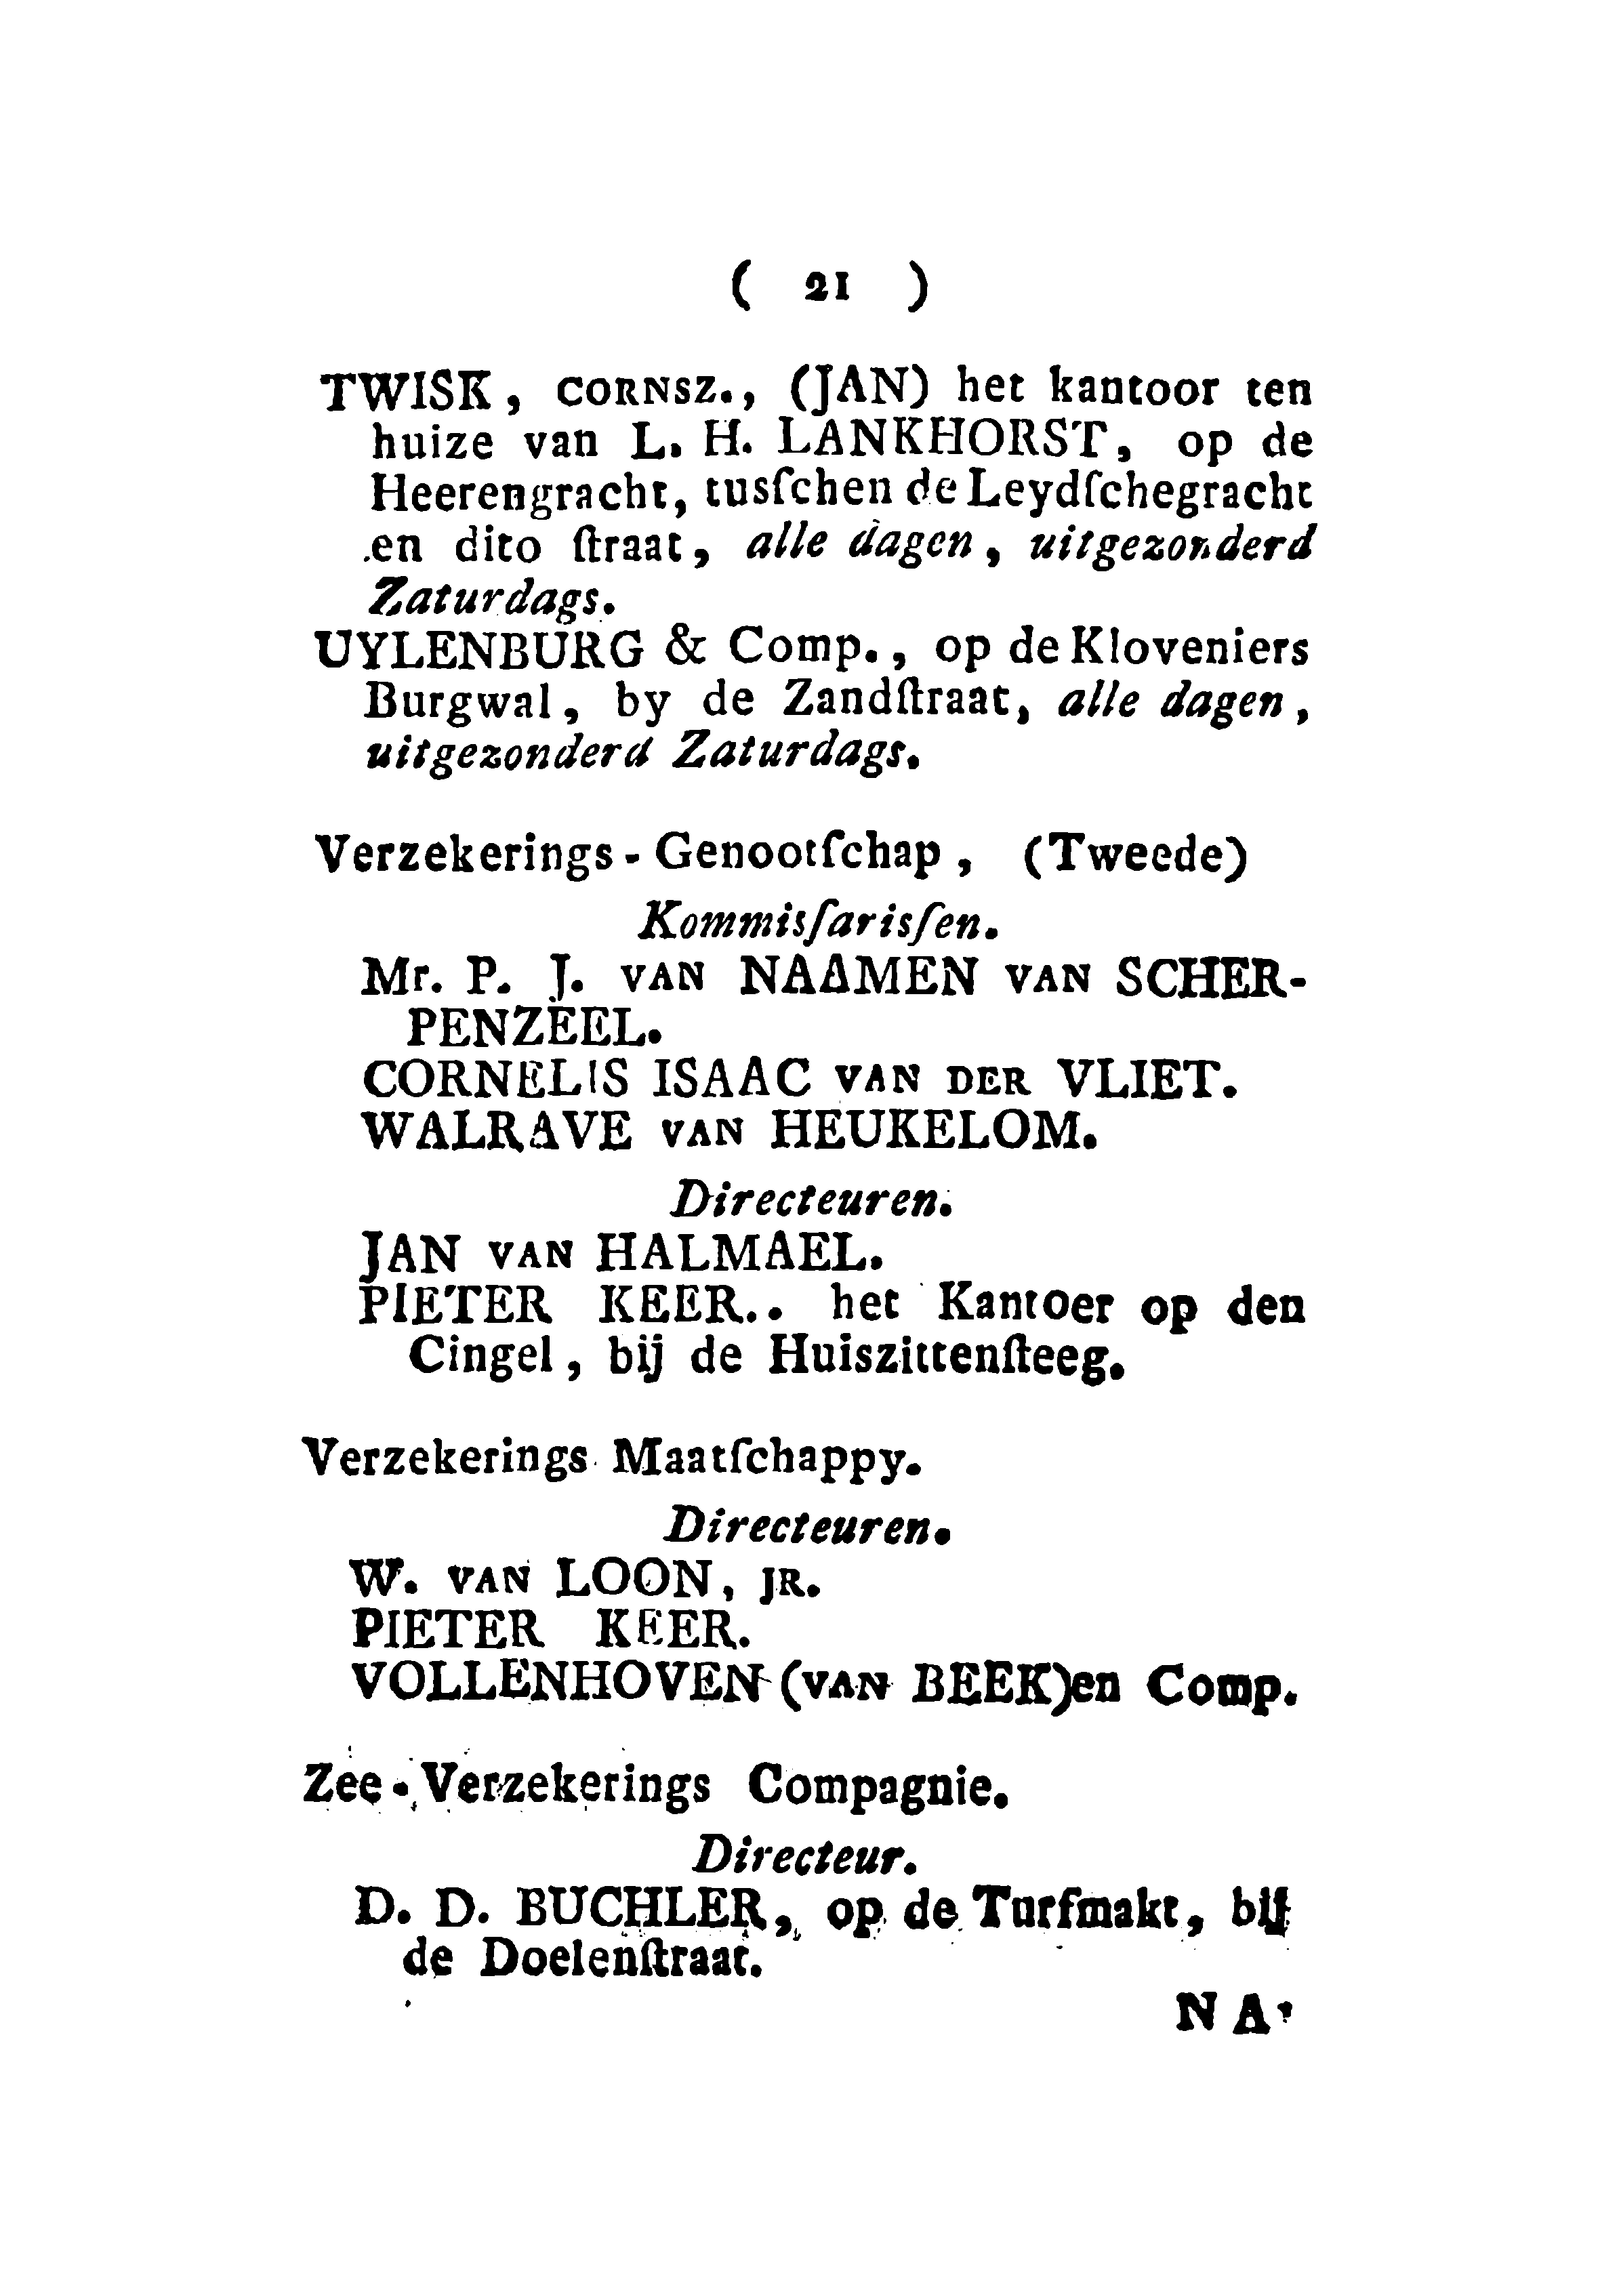 ( 21 )
TWISK, CORNSZ., (JAN) het kantoor ten
huize van L. H. LANKHORST, op de
Heerengracht, tusſchen de Leydſchegracht
en dito ſtraat, alle dagen, uitgezonderd
Zaturdags.
UYLENBURG & Comp., op de Kloveniers
Burgwal, by de Zandſtraat, alle dagen,
uitgezonderd Zaturdags.
Verzekerings-Genootſchap, (Tweede)
Kommisſarisſen.
Mr. P. J. VAN NAAMEN VAN SCHER-
PENZEEL.
CORNELIS ISAAC VAN DER VLIET.
WALRAVE VAN HEUKELOM.
Directeuren.
JAN VAN HALMAEL.
PIETER KEER.. het Kantoer op den
Cingel, bij de Huiszittenſteeg.
Verzekerings Maatſchappy.
Directeuren.
W. VAN LOON, JR.
PIETER KEER.
VOLLENHOVEN (VAN BEEK) en Comp.
Zee-Verzekerings Compagnie.
Directeur.
D. D. BUCHLER, op de Turfmakt, bij
de Doelenſtraat.
NA-